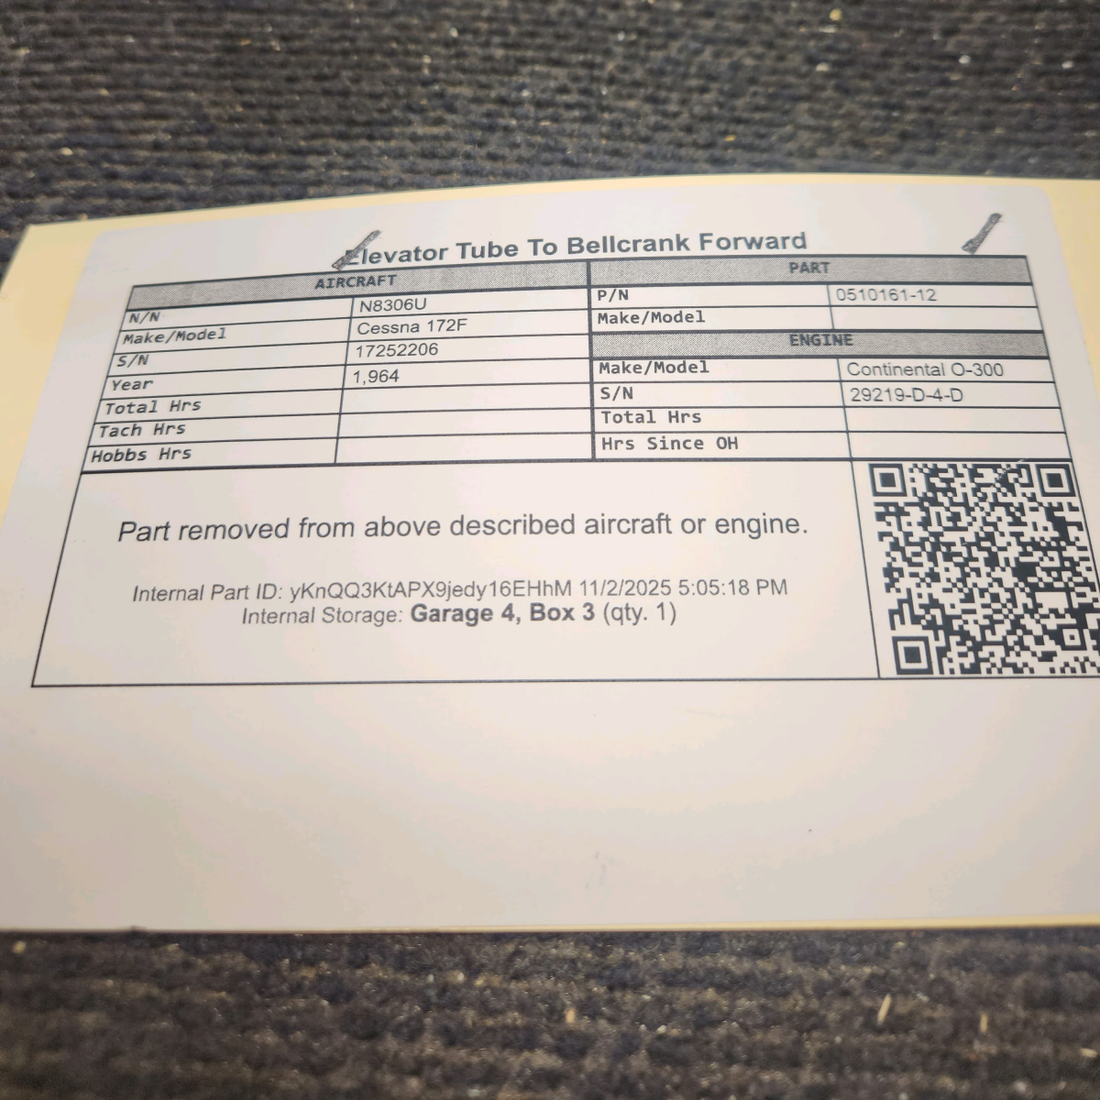 Elevator Tube To Bellcrank Forward
AIRCRAFT
N/N N8306U
Make/Model Cessna 172F
S/N 17252206
Year 1,964
Total Hrs
Tach Hrs
Hobbs Hrs
PART
P/N 0510161-12
Make/Model
ENGINE
Make/Model Continental O-300
S/N 29219-D-4-D
Total Hrs
Hrs Since OH
Part removed from above described aircraft or engine.
Internal Part ID: yKnQQ3KtAPX9jedy16EHhM 11/2/2025 5:05:18 PM
Internal Storage: Garage 4, Box 3 (qty. 1)